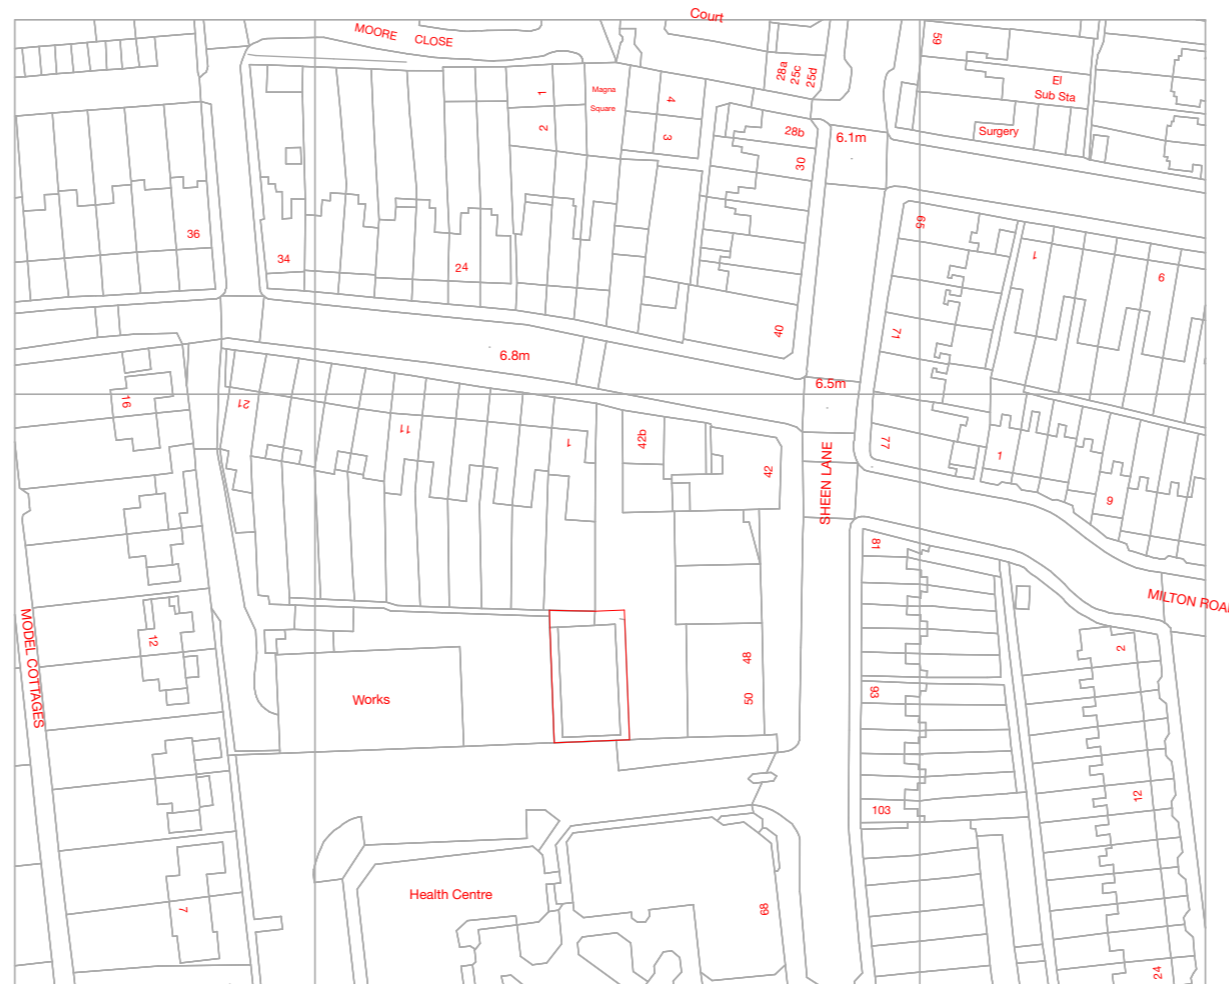 Court
MOORE CLOSE
59
28a
25c
25d
El
Sub Sta
Surgery
Magna
Square
1
2
4
3
28b
30
6.1m
36
34
24
65
1
6
40
71
6.8m
6.5m
16
21
11
1
42b
42
77
1
9
SHEEN LANE
81
MILTON ROA
MODEL COTTAGES
12
2
48
50
93
Works
12
103
Health Centre
7
68
24